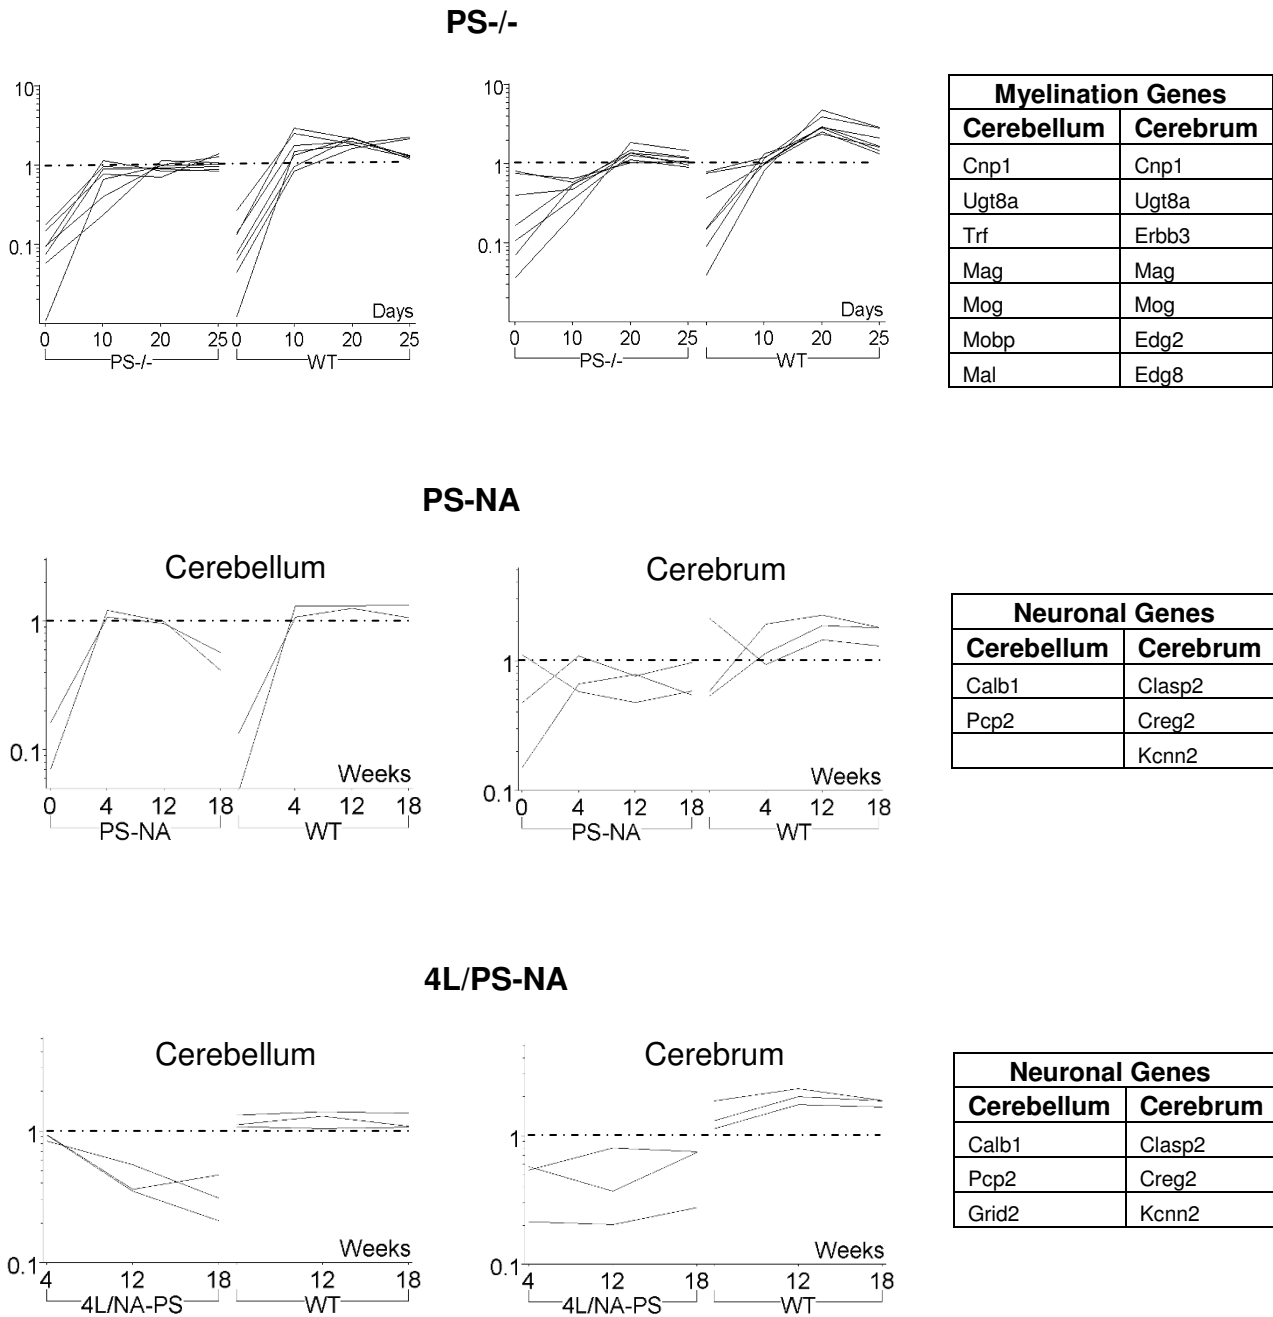 PS-/-
10
1
0.1
Days
0 10 20 25 0 10 20 25
PS-/- WT
10
1
0.1
Days
0 10 20 25 10 20 25
PS-/- WT
Myelination Genes
Cerebellum Cerebrum
Cnp1 Cnp1
Ugt8a Ugt8a
Trf Erbb3
Mag Mag
Mog Mog
Mobp Edg2
Mal Edg8
PS-NA
Cerebellum
1
0.1
Weeks
0 4 12 18 4 12 18
PS-NA WT
Cerebrum
1
0.1
Weeks
0 4 12 18 4 12 18
PS-NA WT
Neuronal Genes
Cerebellum Cerebrum
Calb1 Clasp2
Pcp2 Creg2
Kcnn2
4L/PS-NA
Cerebellum
1
0.1
Weeks
4 12 18 12 18
4L/NA-PS WT
Cerebrum
1
0.1
Weeks
4 12 18 12 18
4L/NA-PS WT
Neuronal Genes
Cerebellum Cerebrum
Calb1 Clasp2
Pcp2 Creg2
Grid2 Kcnn2